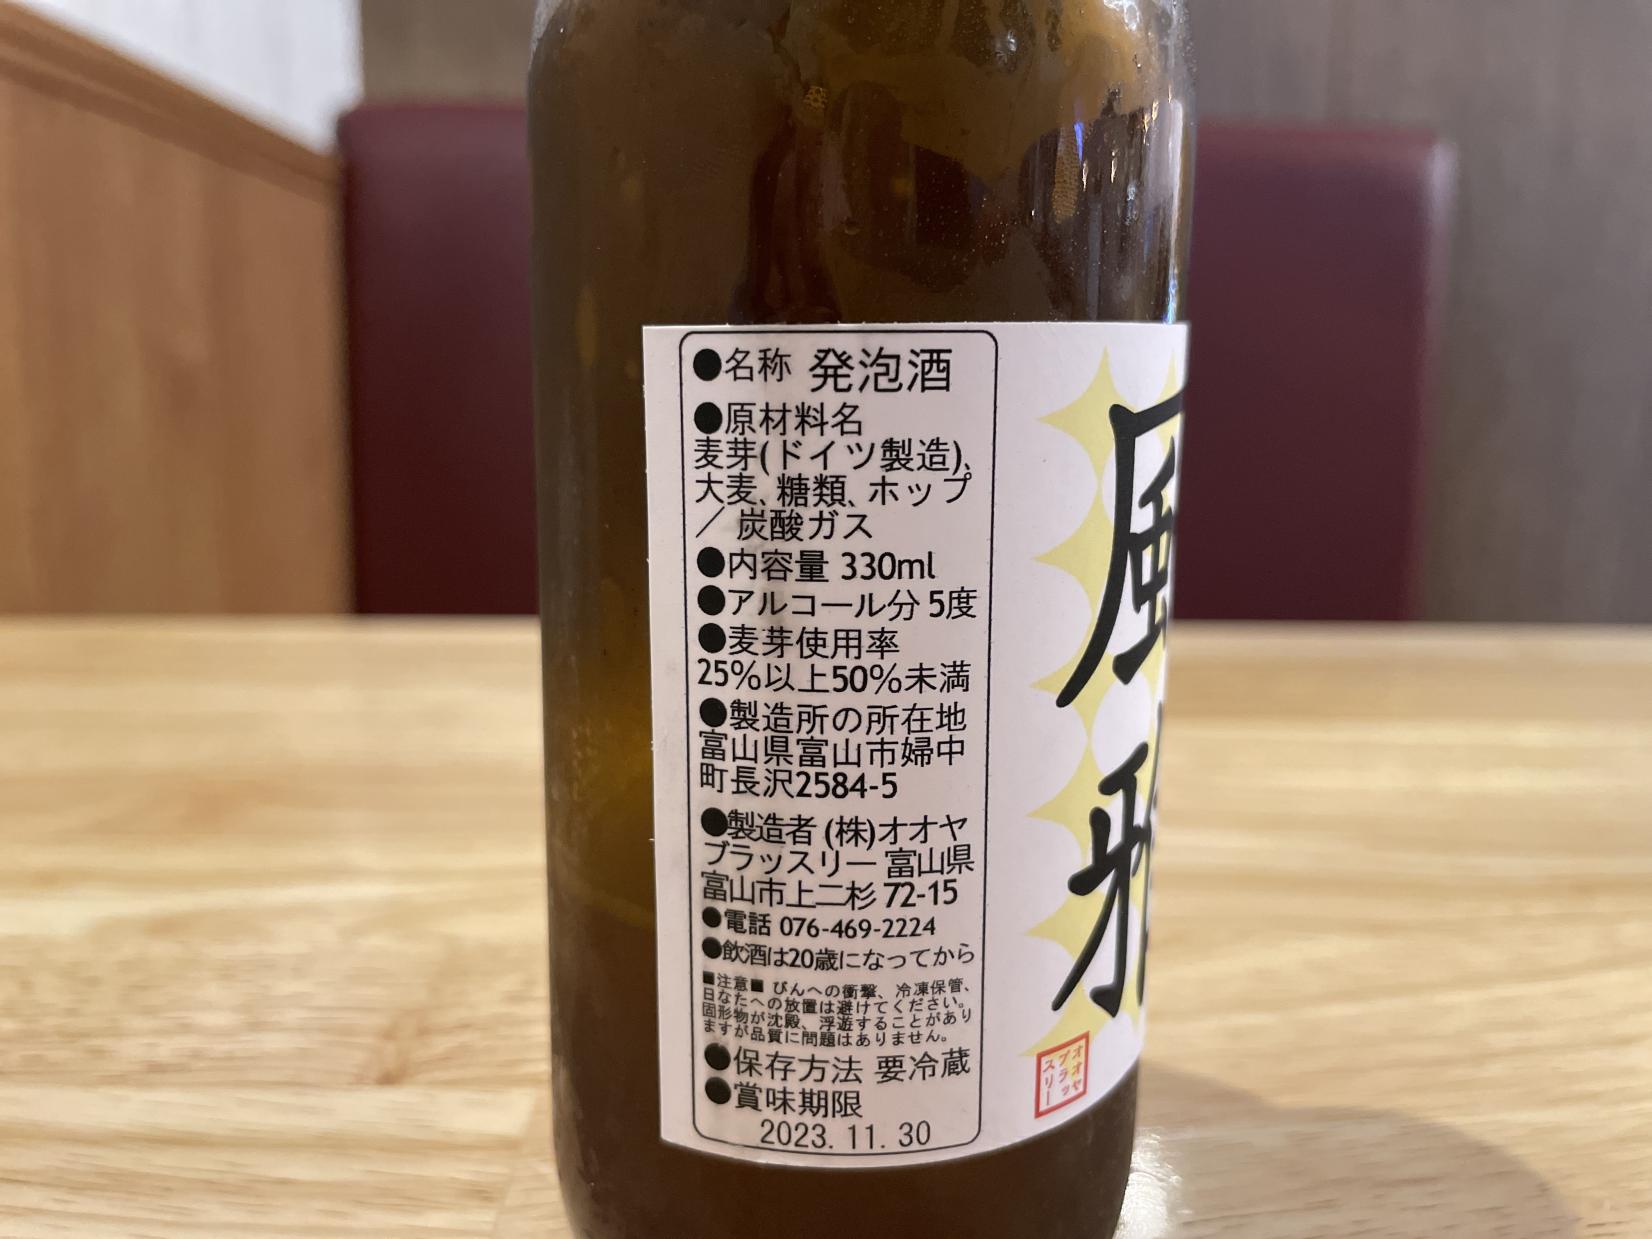 ●名称 発泡酒
●原材料名
麦芽(ドイツ製造)、
大麦、糖類、ホップ
／ 炭酸ガス
●内容量 330ml
●アルコール分 5度
●麦芽使用率
25%以上50%未満
●製造所の所在地
富山県富山市婦中
町長沢2584-5
●製造者 (株)オオヤ
ブラッスリー 富山県
富山市上二杉 72-15
●電話 076-469-2224
●飲酒は20歳になってから
■注意■ びんへの衝撃、冷凍保管、
日なたへの放置は避けてください。
固形物が沈殿、浮遊することがあり
ますが品質に問題はありません。
●保存方法 要冷蔵
●賞味期限
2023. 11. 30
風雅
オオヤ
ブラッ
スリー